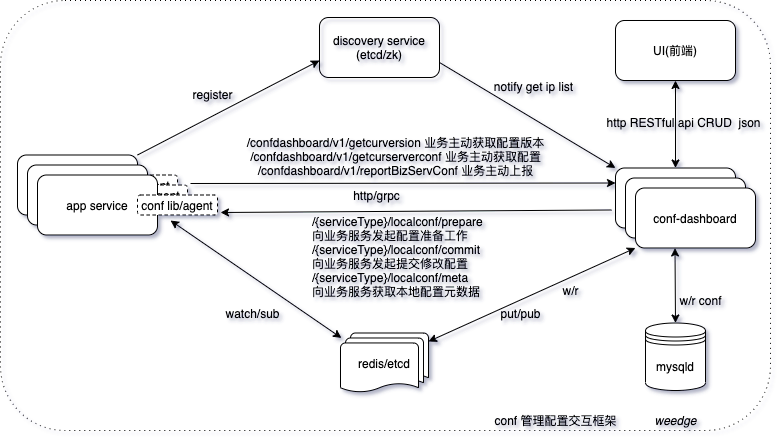 discovery service
(etcd/zk)
UI(前端)
register
notify get ip list
http RESTful api CRUD json
/confdashboard/v1/getcurversion 业务主动获取配置版本
/confdashboard/v1/getcurserverconf 业务主动获取配置
/confdashboard/v1/reportBizServConf 业务主动上报
http/grpc
app service
conf lib/agent
conf-dashboard
/{serviceType}/localconf/prepare
向业务服务发起配置准备工作
/{serviceType}/localconf/commit
向业务服务发起提交修改配置
/{serviceType}/localconf/meta
向业务服务获取本地配置元数据
w/r
w/r conf
watch/sub
put/pub
redis/etcd
mysqld
conf 管理配置交互框架
weedge